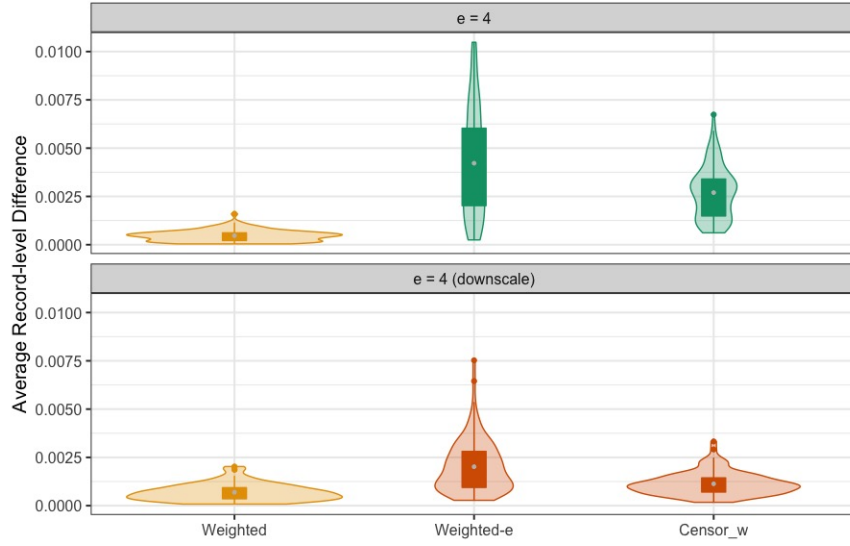 e = 4
Average Record-level Difference
0.0100
0.0075
0.0050
0.0025
0.0000
e = 4 (downscale)
0.0100
0.0075
0.0050
0.0025
0.0000
Weighted Weighted-e Censor_w